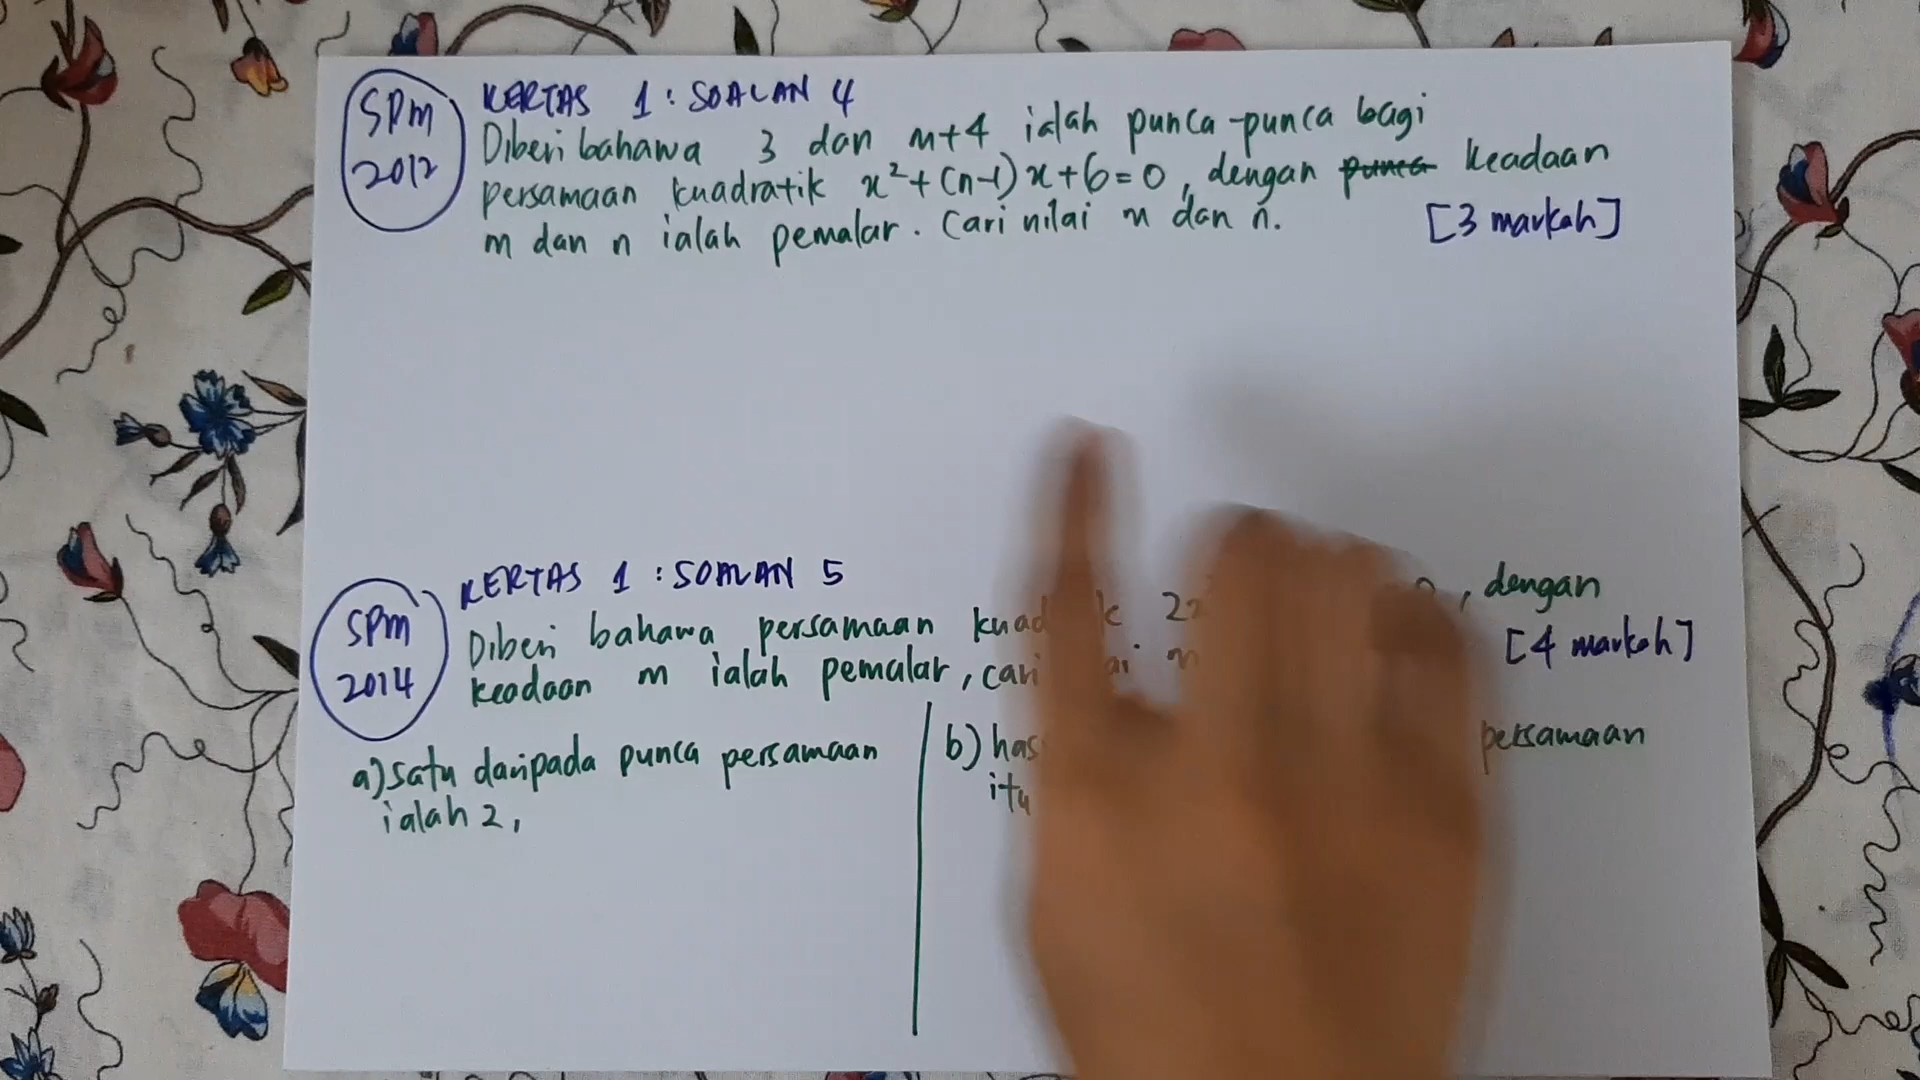 SPM
2012
KERTAS 1 : SOALAN 4
Diberi bahawa 3 dan m+4 ialah punca-punca bagi
persamaan kuadratik x²+(n-1)x+6=0, dengan keadaan
m dan n ialah pemalar. Cari nilai m dan n.
[3 markah]
SPM
2014
KERTAS 1 : SOALAN 5
Diberi bahawa persamaan , dengan
keadaan m ialah pemalar, cari
[4 markah]
a) satu daripada punca persamaan
ialah 2,
b) persamaan
itu